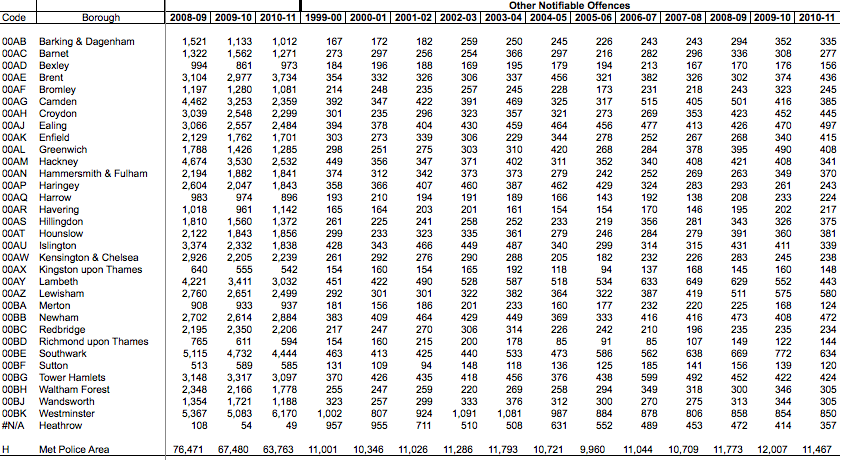 Other Notifiable Offences
Code Borough 2008-09 2009-10 2010-11 1999-00 2000-01 2001-02 2002-03 2003-04 2004-05 2005-06 2006-07 2007-08 2008-09 2009-10 2010-11
00AB Barking & Dagenham 1,521 1,133 1,012 167 172 182 259 250 245 226 243 243 294 352 335
00AC Barnet 1,322 1,562 1,271 273 297 256 254 366 297 216 282 296 336 308 277
00AD Bexley 994 861 973 184 196 188 169 195 179 194 213 167 170 176 156
00AE Brent 3,104 2,977 3,734 354 332 326 306 337 456 321 382 326 302 374 436
00AF Bromley 1,197 1,280 1,081 214 248 235 257 245 228 173 231 218 243 323 245
00AG Camden 4,462 3,253 2,359 392 347 422 391 469 325 317 515 405 501 416 385
00AH Croydon 3,039 2,548 2,299 301 235 296 323 357 321 273 269 353 423 452 445
00AJ Ealing 3,066 2,557 2,484 394 378 404 430 459 464 456 477 413 426 470 497
00AK Enfield 2,129 1,762 1,701 303 273 339 306 229 344 278 252 267 268 340 415
00AL Greenwich 1,788 1,426 1,285 298 251 275 303 310 420 268 284 378 395 490 408
00AM Hackney 4,674 3,530 2,532 449 356 347 371 402 311 352 340 408 421 408 341
00AN Hammersmith & Fulham 2,194 1,882 1,841 374 312 342 373 373 279 242 252 269 263 349 370
00AP Haringey 2,604 2,047 1,843 358 366 407 460 387 462 429 324 283 293 261 243
00AQ Harrow 983 974 896 193 210 194 191 189 166 143 192 138 208 233 224
00AR Havering 1,018 961 1,142 165 164 203 201 161 154 154 170 146 195 202 217
00AS Hillingdon 1,810 1,560 1,372 261 225 241 258 252 233 219 356 281 343 326 375
00AT Hounslow 2,122 1,843 1,856 299 233 323 335 361 279 246 284 279 391 360 381
00AU Islington 3,374 2,332 1,838 428 343 466 449 487 340 299 314 315 431 411 339
00AW Kensington & Chelsea 2,926 2,205 2,239 261 292 276 290 288 205 182 232 226 283 245 238
00AX Kingston upon Thames 640 555 542 154 160 154 165 192 118 94 137 168 145 160 148
00AY Lambeth 4,221 3,411 3,032 451 422 490 528 587 518 534 633 648 629 552 443
00AZ Lewisham 2,760 2,651 2,499 292 301 301 322 382 364 322 387 419 511 575 580
00BA Merton 908 933 937 181 156 186 201 233 160 177 232 220 225 168 124
00BB Newham 2,702 2,614 2,884 383 409 464 429 449 369 333 416 416 473 408 472
00BC Redbridge 2,195 2,350 2,206 217 247 270 306 314 226 242 210 196 235 235 234
00BD Richmond upon Thames 765 611 594 154 160 215 200 178 85 91 85 107 149 122 144
00BE Southwark 5,115 4,732 4,444 463 413 425 440 533 473 586 562 638 669 772 634
00BF Sutton 513 589 585 131 109 94 148 118 136 125 185 141 156 139 120
00BG Tower Hamlets 3,148 3,317 3,097 370 426 435 418 456 376 438 599 492 452 422 424
00BH Waltham Forest 2,348 2,166 1,778 255 247 259 220 269 258 294 349 318 300 346 305
00BJ Wandsworth 1,354 1,721 1,188 323 257 299 333 376 312 300 270 275 313 344 305
00BK Westminster 5,367 5,083 6,170 1,002 807 924 1,091 1,081 987 884 878 806 858 854 850
#N/A Heathrow 108 54 49 957 955 711 510 508 631 552 489 453 472 414 357
H Met Police Area 76,471 67,480 63,763 11,001 10,346 11,026 11,286 11,793 10,721 9,960 11,044 10,709 11,773 12,007 11,467